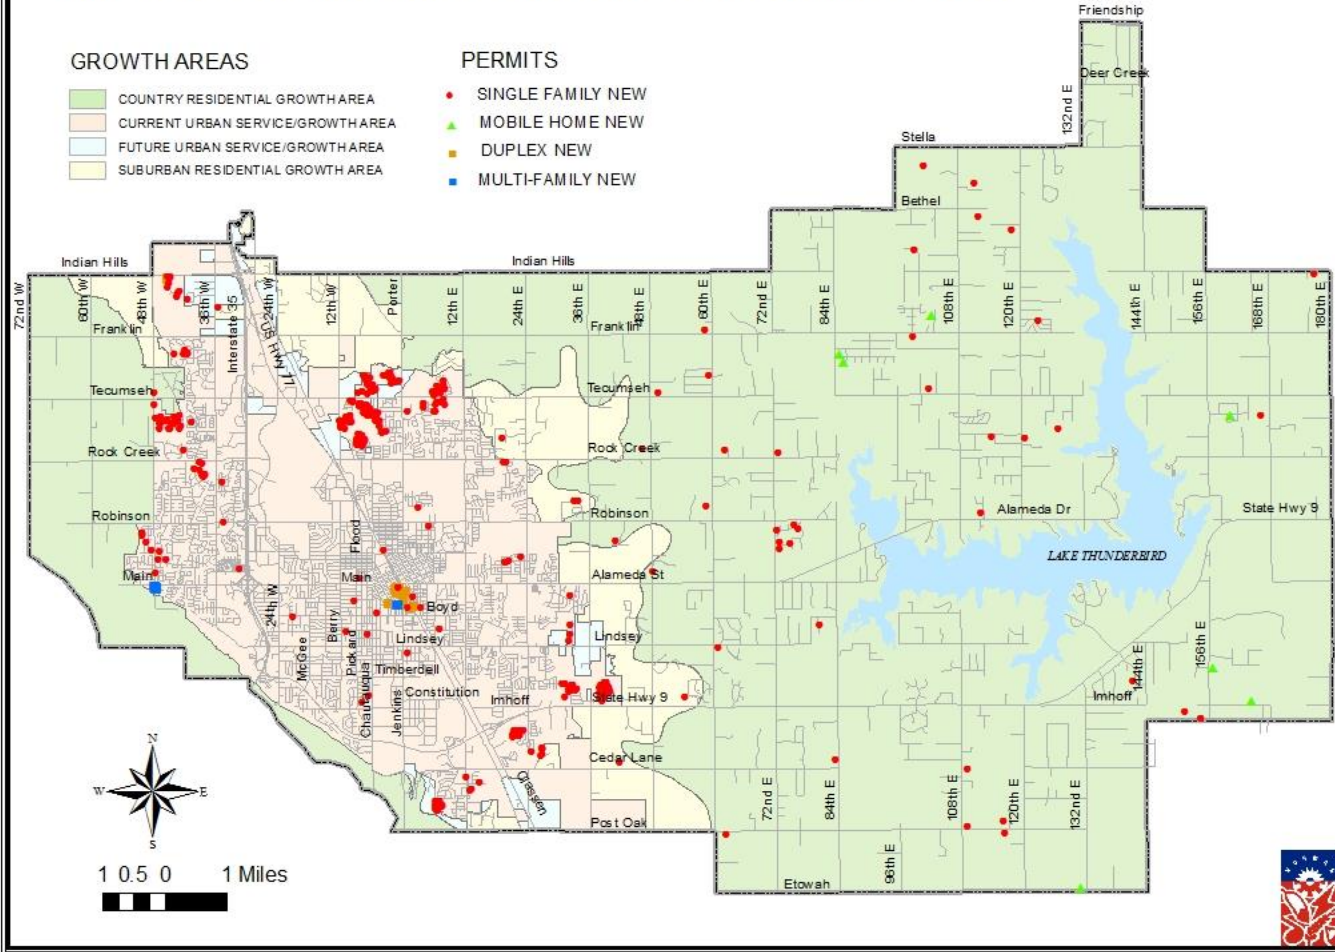 GROWTH AREAS
COUNTRY RESIDENTIAL GROWTH AREA
CURRENT URBAN SERVICE/GROWTH AREA
FUTURE URBAN SERVICE/GROWTH AREA
SUBURBAN RESIDENTIAL GROWTH AREA
PERMITS
SINGLE FAMILY NEW
MOBILE HOME NEW
DUPLEX NEW
MULTI-FAMILY NEW
Friendship
Deer Creek
132nd E
Stella
Bethel
Indian Hills
Indian Hills
72nd W
60th W
48th W
36th W
Interstate 35
24th W
US Hwy 77
12th W
Porter
12th E
24th E
36th E
48th E
60th E
72nd E
84th E
108th E
120th E
144th E
156th E
168th E
180th E
Franklin
Franklin
Tecumseh
Tecumseh
Rock Creek
Rock Creek
Robinson
Robinson
Alameda Dr
State Hwy 9
Flood
LAKE THUNDERBIRD
Main
Main
Alameda St
24th W
McGee
Berry
Pickard
Chautauqua
Jenkins
Boyd
Lindsey
Lindsey
Timberdell
Constitution
Imhoff
State Hwy 9
144th E
156th E
Imhoff
Cedar Lane
Classen
Post Oak
72nd E
84th E
96th E
108th E
120th E
132nd E
Etowah
N
W
E
S
1 0.5 0 1 Miles